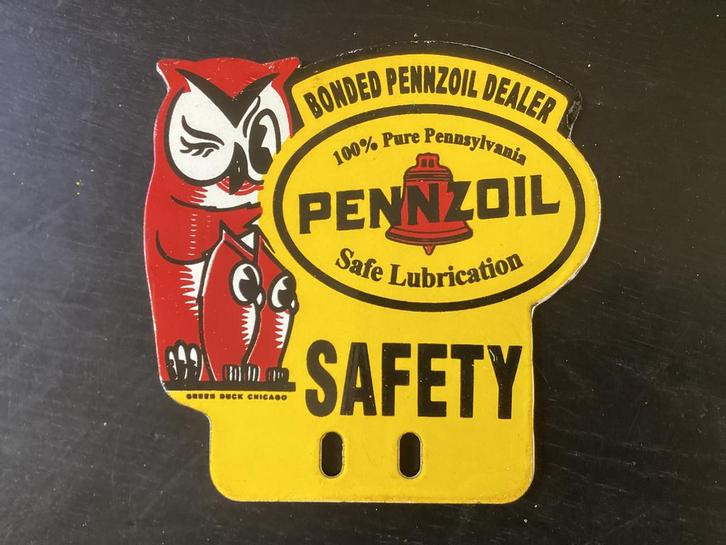 BONDED PENNZOIL DEALER
100% Pure Pennsylvania
PENNZOIL
Safe Lubrication
SAFETY
GREEN DUCK CHICAGO